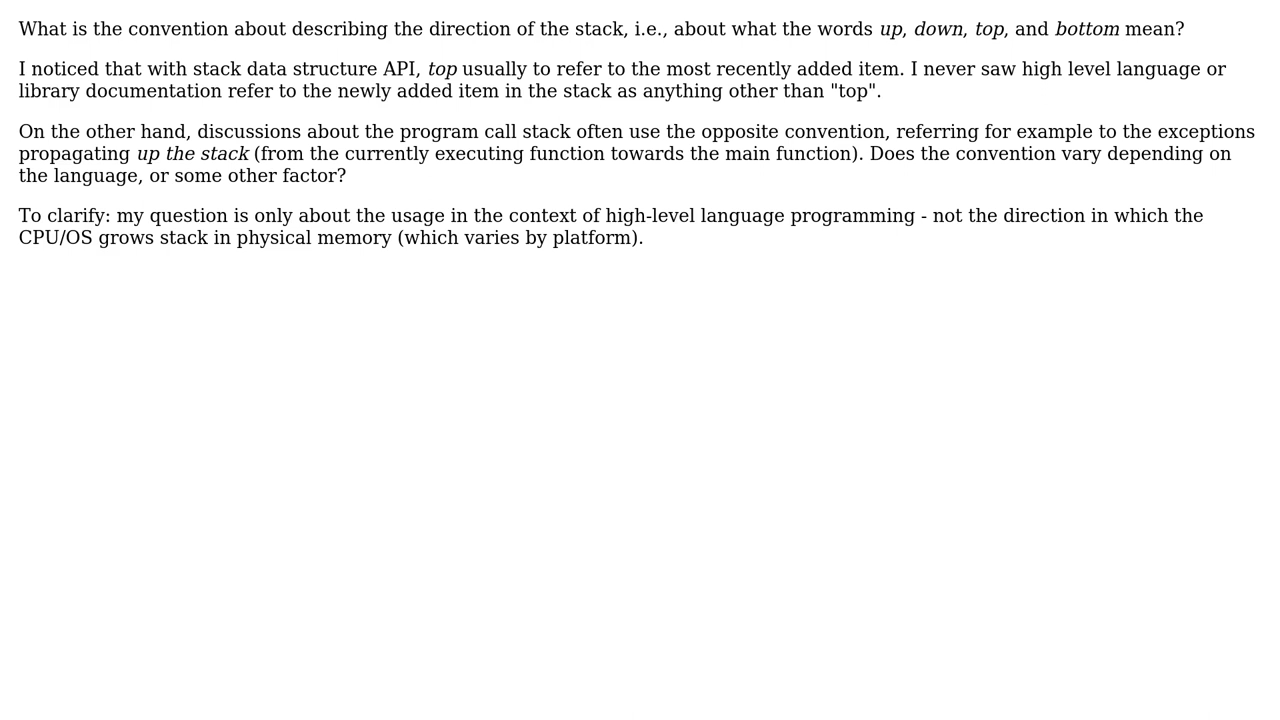 What is the convention about describing the direction of the stack, i.e., about what the words up, down, top, and bottom mean?
I noticed that with stack data structure API, top usually to refer to the most recently added item. I never saw high level language or
library documentation refer to the newly added item in the stack as anything other than "top".
On the other hand, discussions about the program call stack often use the opposite convention, referring for example to the exceptions
propagating up the stack (from the currently executing function towards the main function). Does the convention vary depending on
the language, or some other factor?
To clarify: my question is only about the usage in the context of high-level language programming - not the direction in which the
CPU/OS grows stack in physical memory (which varies by platform).